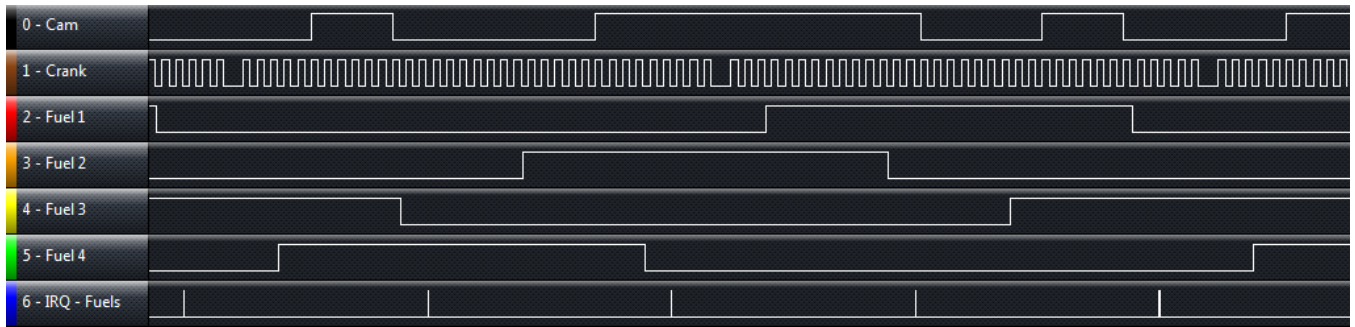 0 - Cam
1 - Crank
2 - Fuel 1
3 - Fuel 2
4 - Fuel 3
5 - Fuel 4
6 - IRQ - Fuels